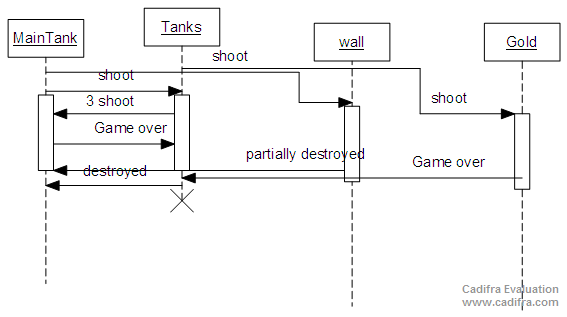 MainTank
Tanks
wall
Gold
shoot
shoot
3 shoot
shoot
Game over
partially destroyed
Game over
destroyed
Cadifra Evaluation
www.cadifra.com